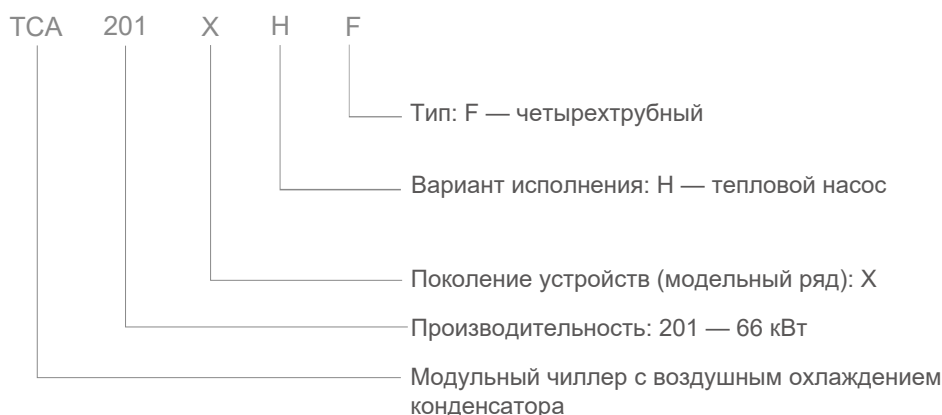 TCA 201 X H F
Тип: F — четырехтрубный
Вариант исполнения: H — тепловой насос
Поколение устройств (модельный ряд): X
Производительность: 201 — 66 кВт
Модульный чиллер с воздушным охлаждением
конденсатора